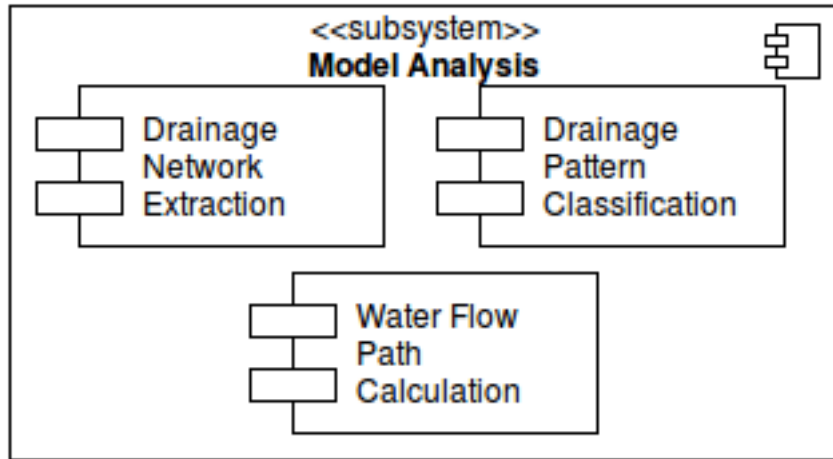 <<subsystem>>
Model Analysis
Drainage
Network
Extraction
Drainage
Pattern
Classification
Water Flow
Path
Calculation